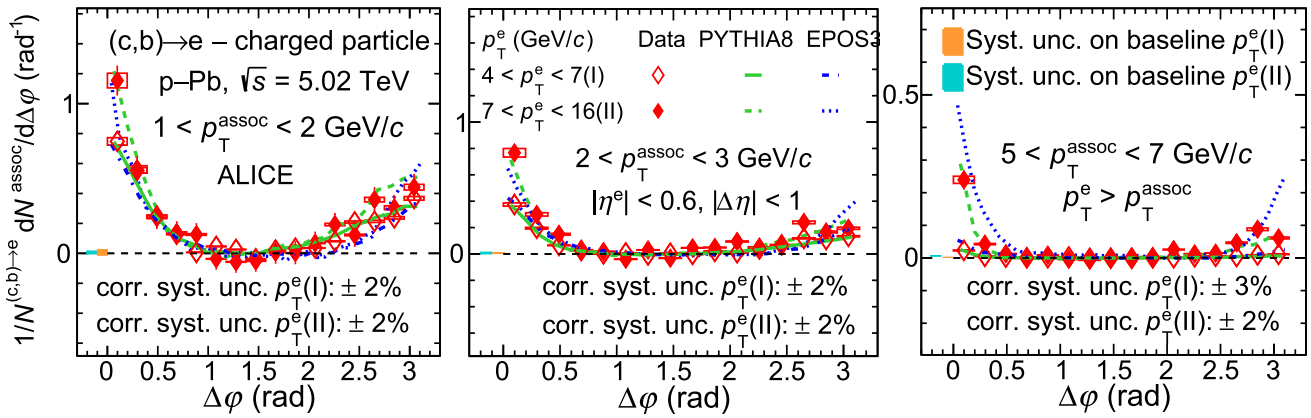 1/N^(c,b)→e dN^assoc/dΔφ (rad⁻¹)
(c,b)→e – charged particle
p–Pb, √s = 5.02 TeV
1 < p_T^assoc < 2 GeV/c
ALICE
1
0
corr. syst. unc. p_T^e(I): ± 2%
corr. syst. unc. p_T^e(II): ± 2%
0 0.5 1 1.5 2 2.5 3
Δφ (rad)
p_T^e (GeV/c) Data PYTHIA8 EPOS3
4 < p_T^e < 7(I)
7 < p_T^e < 16(II)
1
2 < p_T^assoc < 3 GeV/c
|η^e| < 0.6, |Δη| < 1
0
corr. syst. unc. p_T^e(I): ± 2%
corr. syst. unc. p_T^e(II): ± 2%
0 0.5 1 1.5 2 2.5 3
Δφ (rad)
Syst. unc. on baseline p_T^e(I)
Syst. unc. on baseline p_T^e(II)
0.5
5 < p_T^assoc < 7 GeV/c
p_T^e > p_T^assoc
0
corr. syst. unc. p_T^e(I): ± 3%
corr. syst. unc. p_T^e(II): ± 2%
0 0.5 1 1.5 2 2.5 3
Δφ (rad)